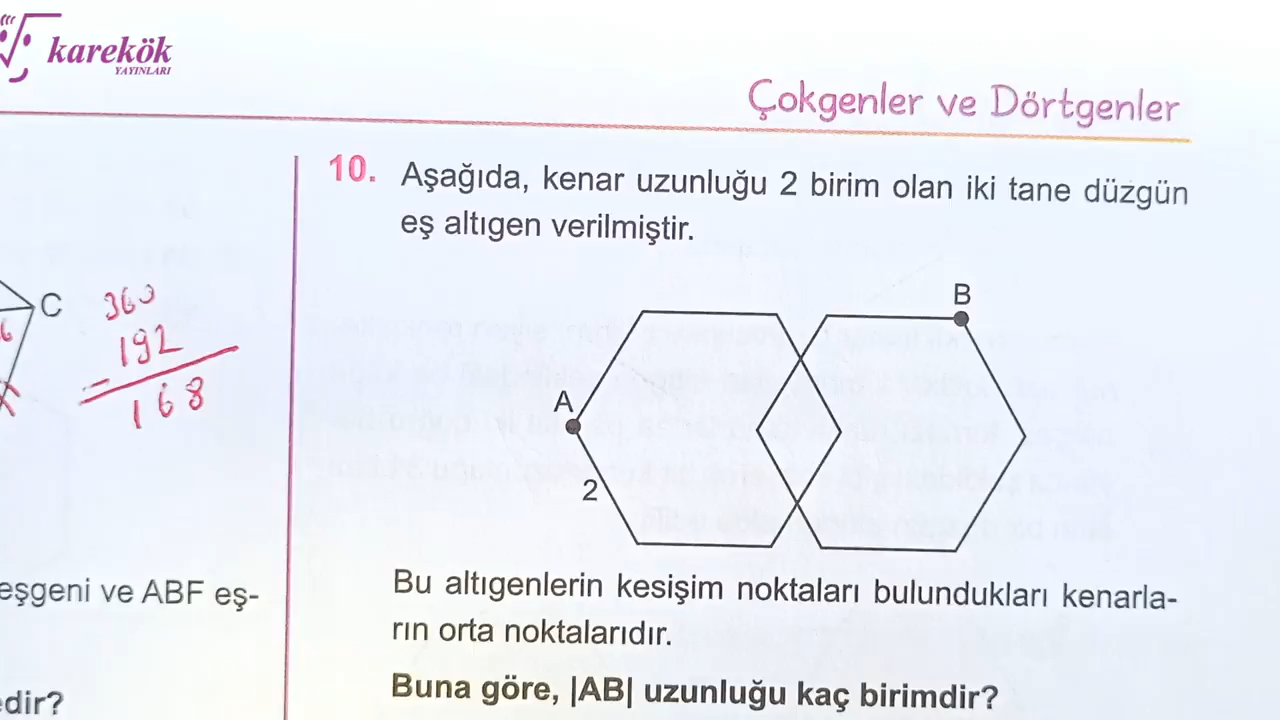 karekök
YAYINLARI
Çokgenler ve Dörtgenler
C
360
192
168
eşgeni ve ABF eş-
edir?
10. Aşağıda, kenar uzunluğu 2 birim olan iki tane düzgün
eş altıgen verilmiştir.
B
A
2
Bu altıgenlerin kesişim noktaları bulundukları kenarla-
rın orta noktalarıdır.
Buna göre, |AB| uzunluğu kaç birimdir?